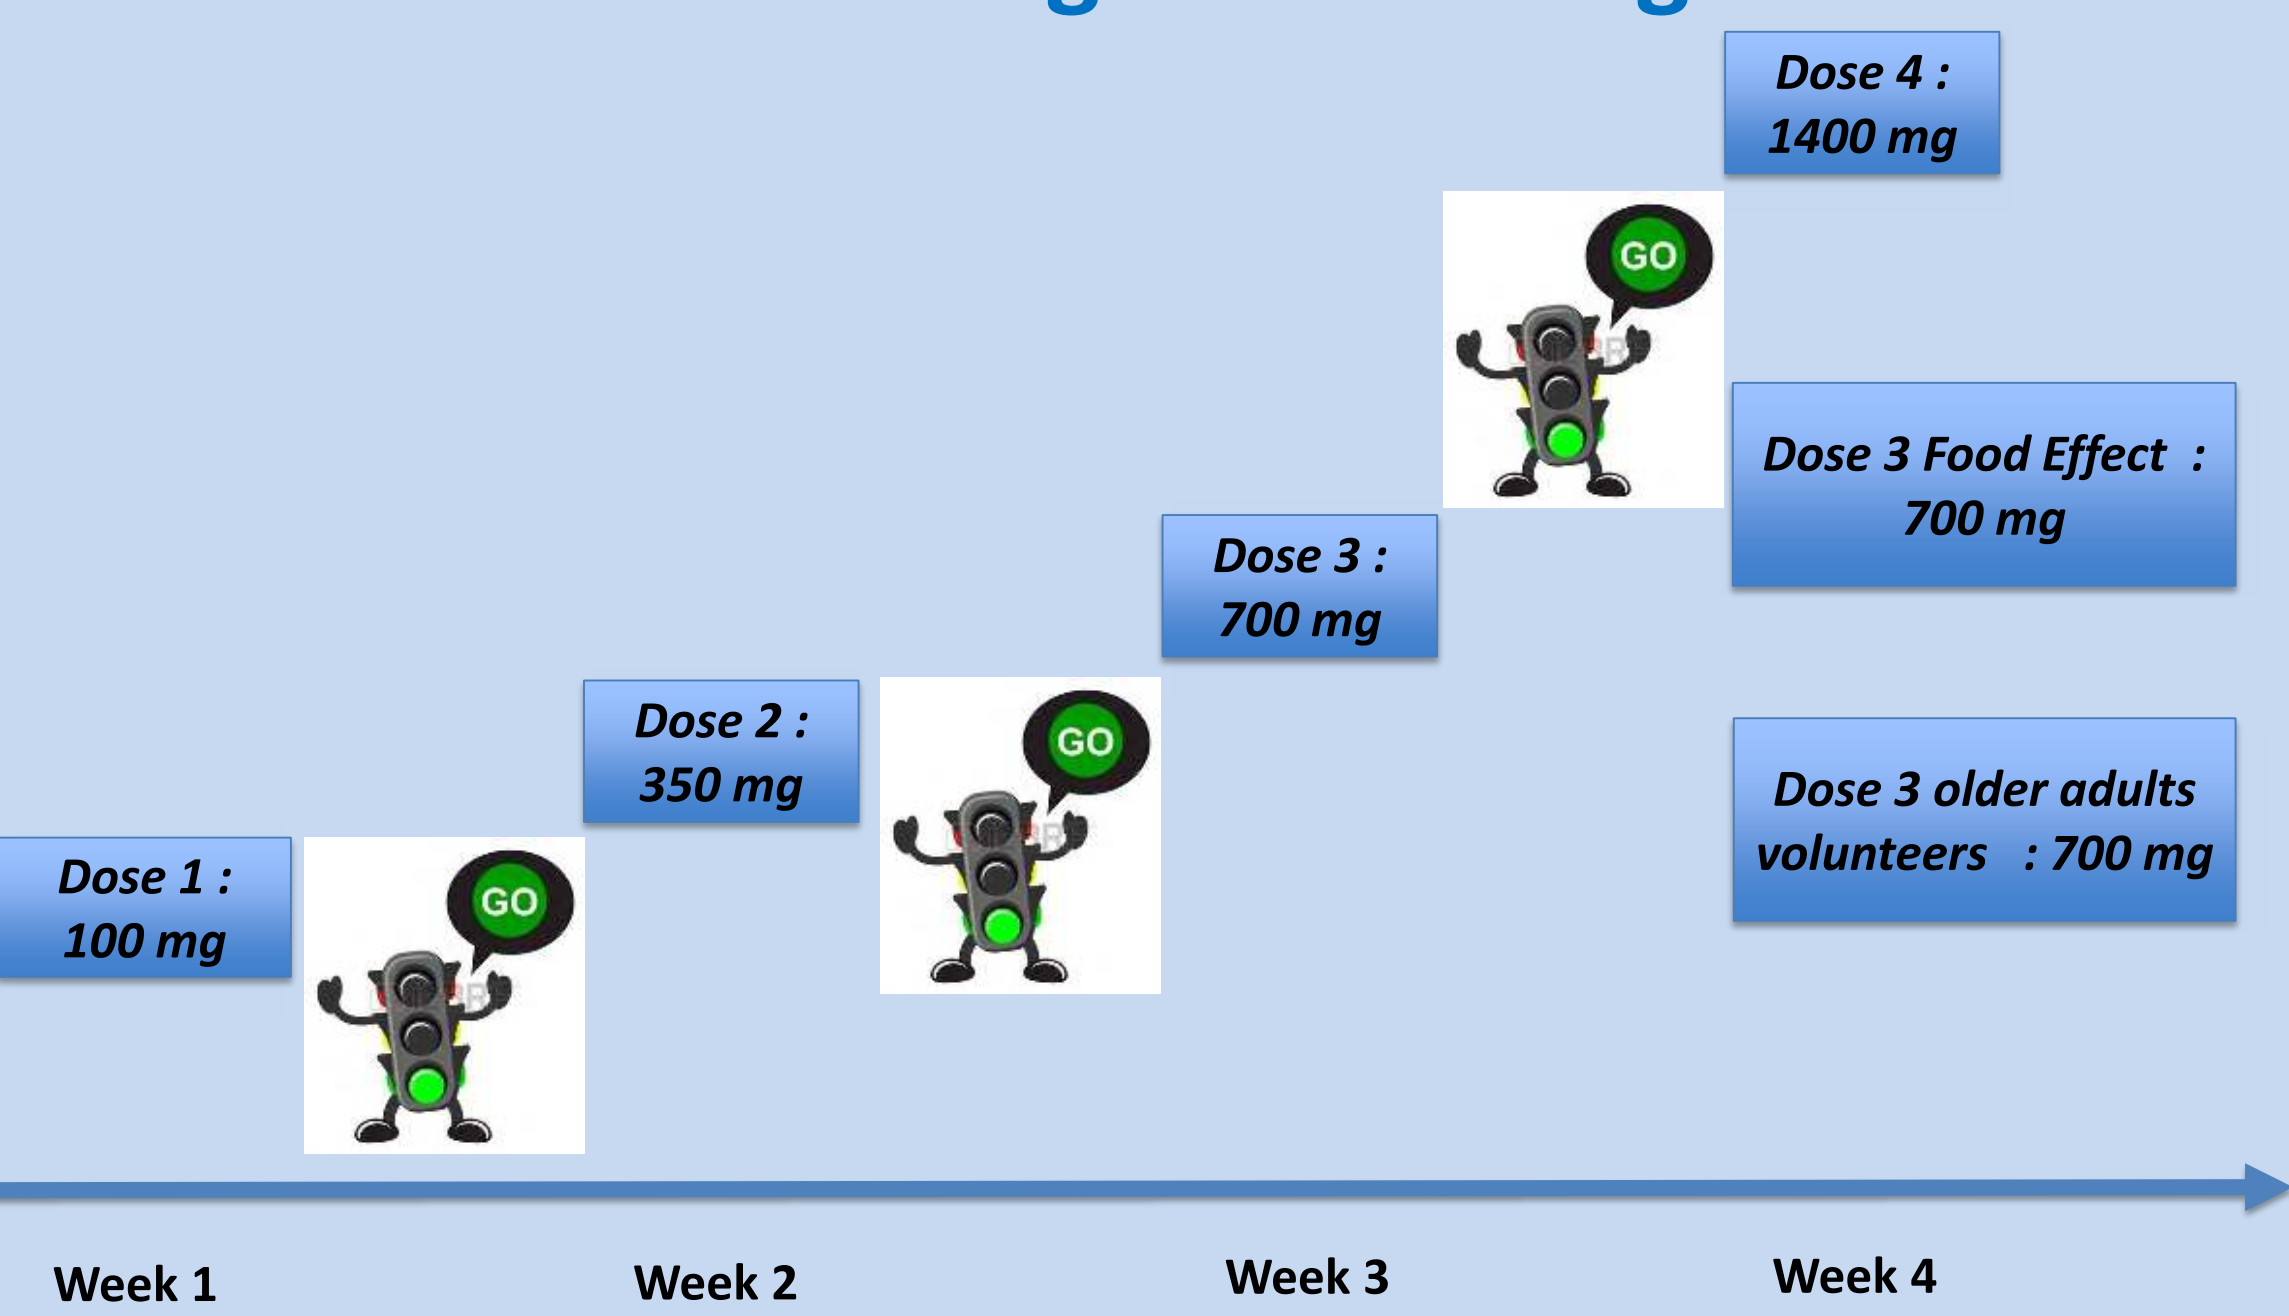 Dose 4 :
1400 mg
GO
Dose 3 Food Effect  :
700 mg
Dose 3 :
700 mg
Dose 2 :
350 mg
GO
Dose 3 older adults
volunteers   : 700 mg
Dose 1 :
100 mg
GO
Week 1
Week 2
Week 3
Week 4